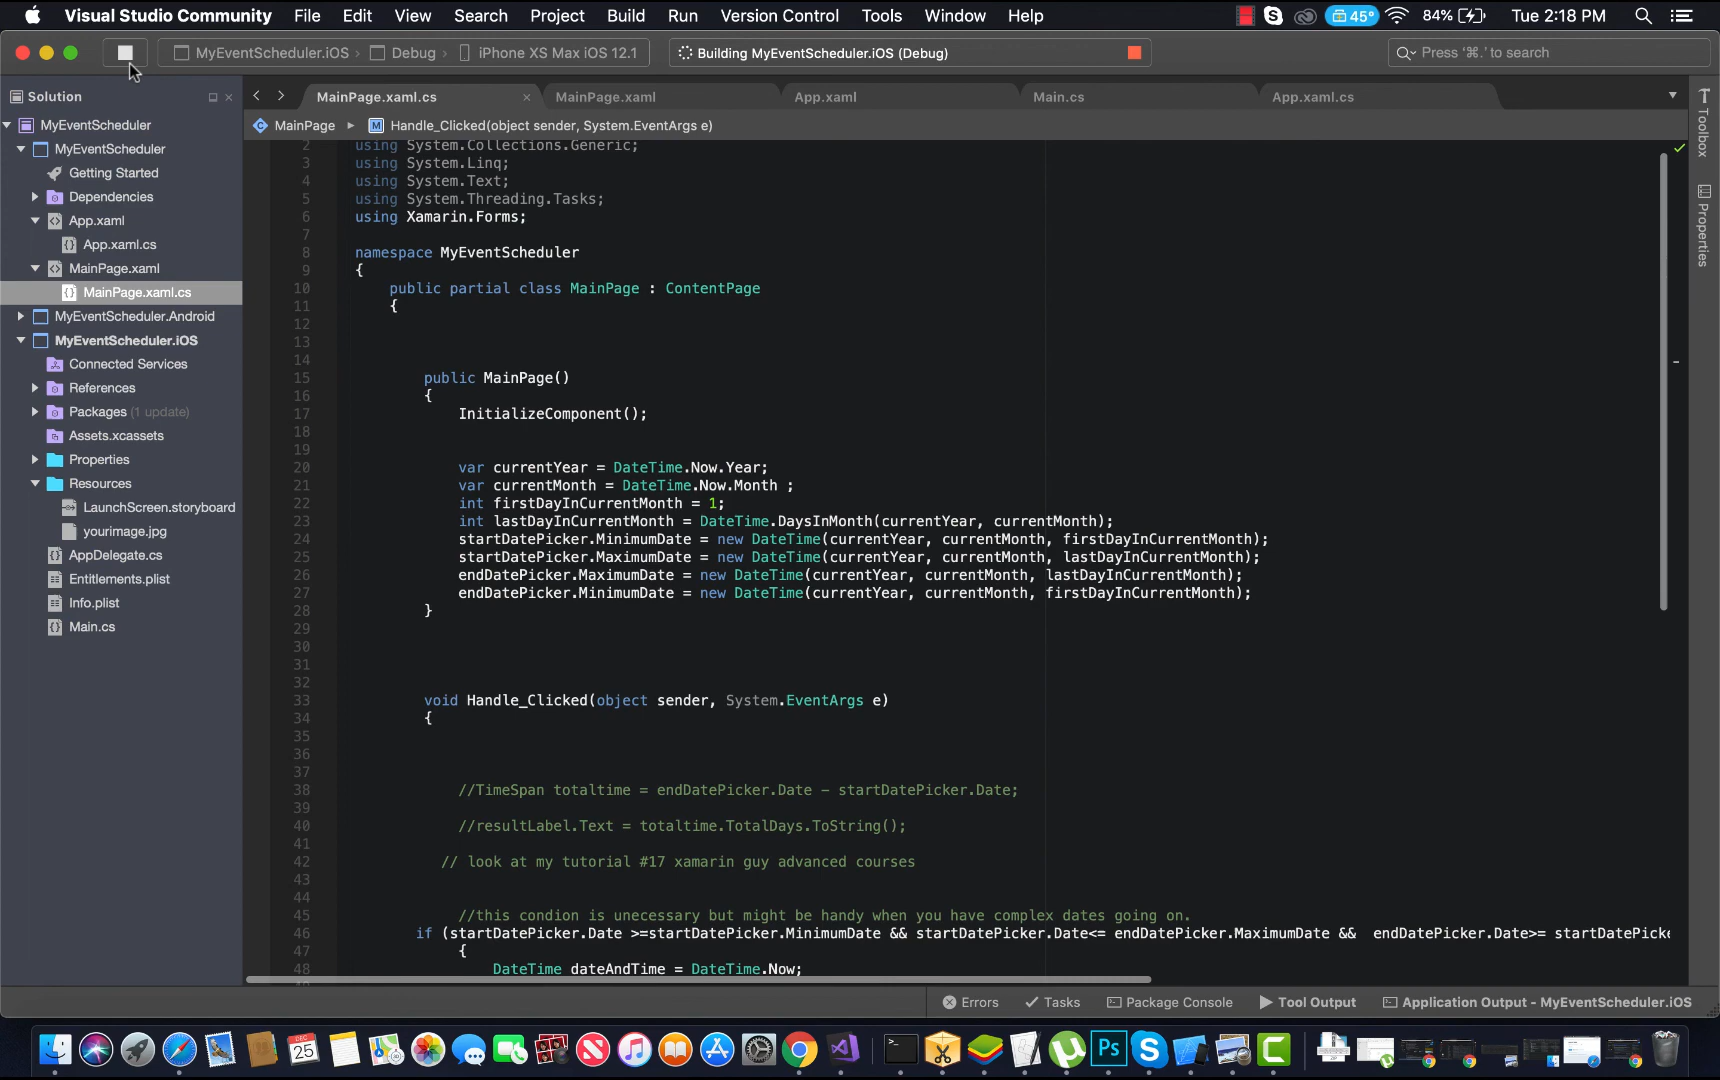 Visual Studio Community File Edit View Search Project Build Run Version Control Tools Window Help 45° 84% Tue 2:18 PM
MyEventScheduler.iOS Debug iPhone XS Max iOS 12.1 Building MyEventScheduler.iOS (Debug) Press '⌘.' to search
Solution
MainPage.xaml.cs MainPage.xaml App.xaml Main.cs App.xaml.cs
MainPage Handle_Clicked(object sender, System.EventArgs e)
MyEventScheduler
MyEventScheduler
Getting Started
Dependencies
App.xaml
App.xaml.cs
MainPage.xaml
MainPage.xaml.cs
MyEventScheduler.Android
MyEventScheduler.iOS
Connected Services
References
Packages (1 update)
Assets.xcassets
Properties
Resources
LaunchScreen.storyboard
yourimage.jpg
AppDelegate.cs
Entitlements.plist
Info.plist
Main.cs
2 using System.Collections.Generic;
3 using System.Linq;
4 using System.Text;
5 using System.Threading.Tasks;
6 using Xamarin.Forms;
7
8 namespace MyEventScheduler
9 {
10 public partial class MainPage : ContentPage
11 {
12
13
14
15 public MainPage()
16 {
17 InitializeComponent();
18
19
20 var currentYear = DateTime.Now.Year;
21 var currentMonth = DateTime.Now.Month ;
22 int firstDayInCurrentMonth = 1;
23 int lastDayInCurrentMonth = DateTime.DaysInMonth(currentYear, currentMonth);
24 startDatePicker.MinimumDate = new DateTime(currentYear, currentMonth, firstDayInCurrentMonth);
25 startDatePicker.MaximumDate = new DateTime(currentYear, currentMonth, lastDayInCurrentMonth);
26 endDatePicker.MaximumDate = new DateTime(currentYear, currentMonth, lastDayInCurrentMonth);
27 endDatePicker.MinimumDate = new DateTime(currentYear, currentMonth, firstDayInCurrentMonth);
28 }
29
30
31
32
33 void Handle_Clicked(object sender, System.EventArgs e)
34 {
35
36
37
38 //TimeSpan totaltime = endDatePicker.Date – startDatePicker.Date;
39
40 //resultLabel.Text = totaltime.TotalDays.ToString();
41
42 // look at my tutorial #17 xamarin guy advanced courses
43
44
45 //this condion is unecessary but might be handy when you have complex dates going on.
46 if (startDatePicker.Date >=startDatePicker.MinimumDate && startDatePicker.Date<= endDatePicker.MaximumDate && endDatePicker.Date>= startDatePicke
47 {
48 DateTime dateAndTime = DateTime.Now;
Toolbox
Properties
Errors Tasks Package Console Tool Output Application Output - MyEventScheduler.iOS
DEC
25
Ps